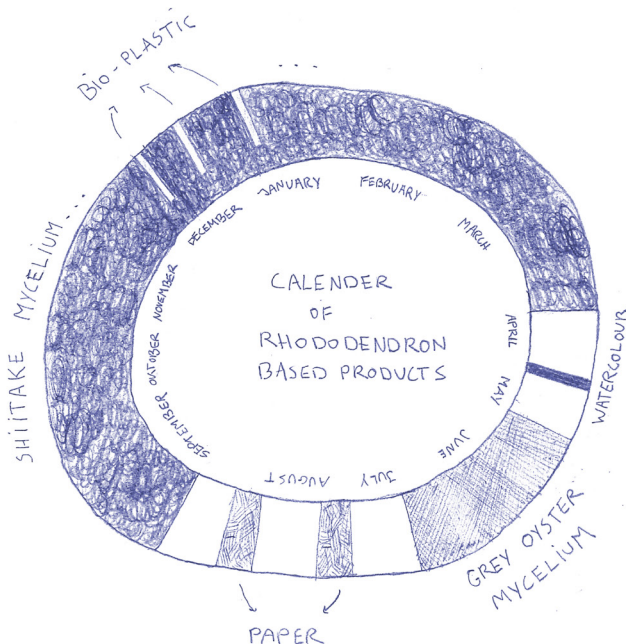 BIO-PLASTIC
...
SHIITAKE MYCELIUM...
JANUARY
FEBRUARY
MARCH
APRIL
MAY
JUNE
JULY
AUGUST
SEPTEMBER
OCTOBER
NOVEMBER
DECEMBER
CALENDER
OF
RHODODENDRON
BASED PRODUCTS
WATERCOLOUR
GREY OYSTER
MYCELIUM
PAPER